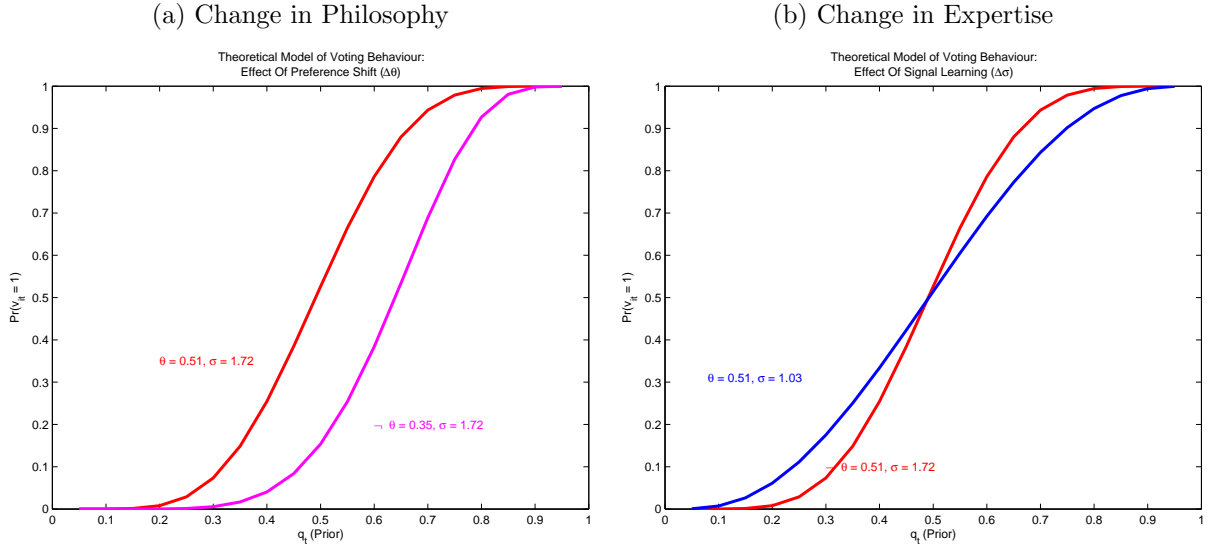 (a) Change in Philosophy
Theoretical Model of Voting Behaviour:
Effect Of Preference Shift (Δθ)
1
0.9
0.8
0.7
0.6
0.5
0.4
0.3
0.2
0.1
0
Pr(v_it = 1)
θ = 0.51, σ = 1.72
¬ θ = 0.35, σ = 1.72
0 0.1 0.2 0.3 0.4 0.5 0.6 0.7 0.8 0.9 1
q_t (Prior)
(b) Change in Expertise
Theoretical Model of Voting Behaviour:
Effect Of Signal Learning (Δσ)
1
0.9
0.8
0.7
0.6
0.5
0.4
0.3
0.2
0.1
0
Pr(v_it = 1)
θ = 0.51, σ = 1.03
¬ θ = 0.51, σ = 1.72
0 0.1 0.2 0.3 0.4 0.5 0.6 0.7 0.8 0.9 1
q_t (Prior)